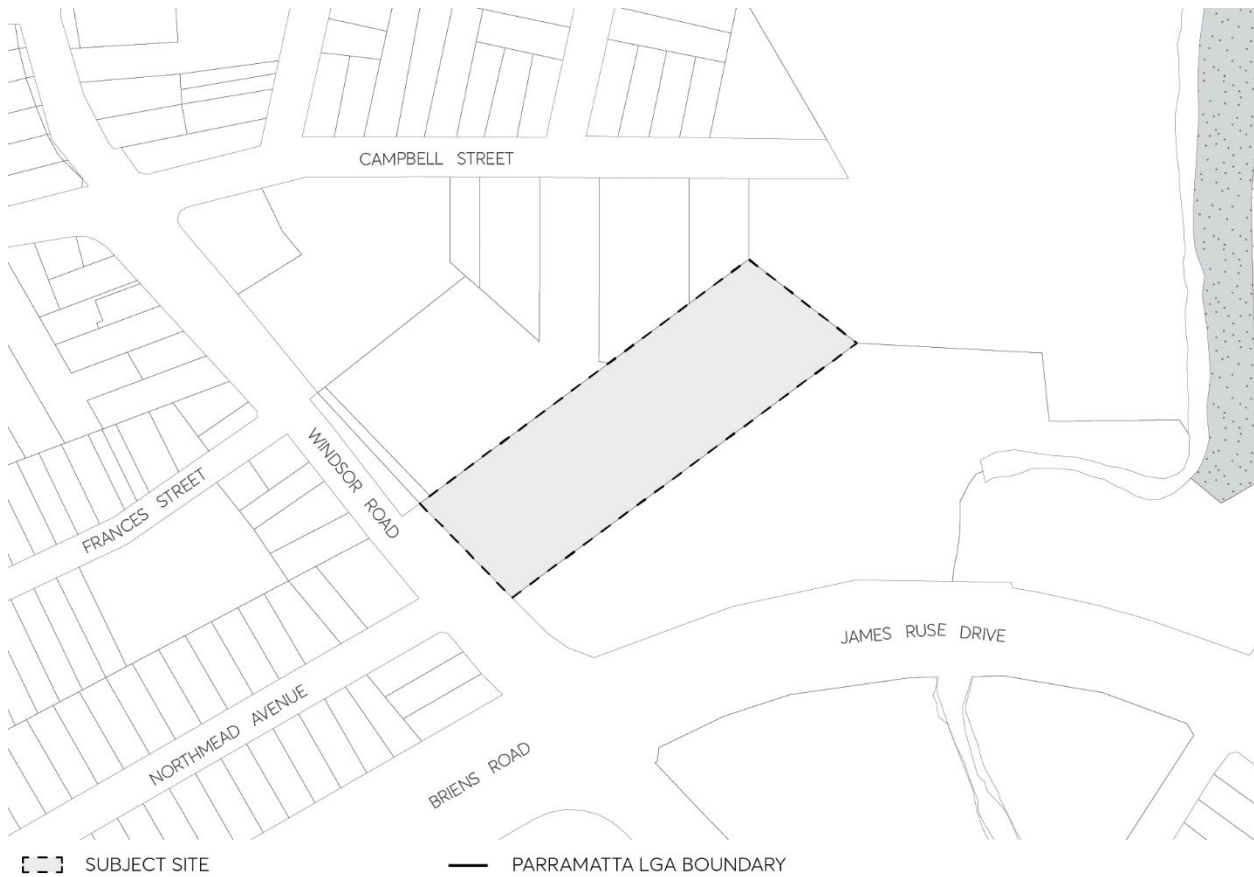 CAMPBELL STREET
WINDSOR ROAD
FRANCES STREET
JAMES RUSE DRIVE
NORTHMEAD AVENUE
BRIENS ROAD
SUBJECT SITE
PARRAMATTA LGA BOUNDARY